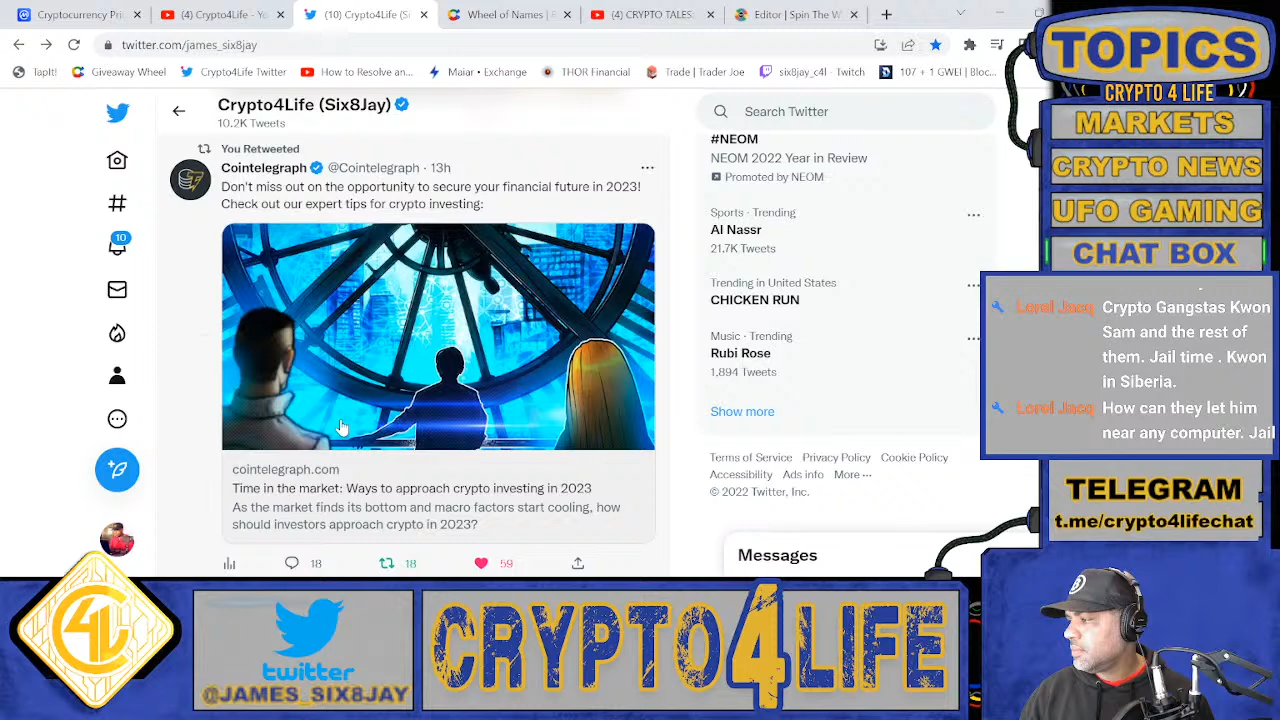 Cryptocurrency Pri
(4) Crypto4Life - Yo
(10) Crypto4Life (Si
Wheel of Names | R
(4) CRYPTO TALES
Editor | Spin The W
twitter.com/james_six8jay
TapIt!
Giveaway Wheel
Crypto4Life Twitter
How to Resolve an...
Maiar • Exchange
THOR Financial
Trade | Trader Joe
six8jay_c4l - Twitch
107 + 1 GWEI | Bloc...
Crypto4Life (Six8Jay)
10.2K Tweets
You Retweeted
Cointelegraph @Cointelegraph · 13h
Don't miss out on the opportunity to secure your financial future in 2023!
Check out our expert tips for crypto investing:
cointelegraph.com
Time in the market: Ways to approach crypto investing in 2023
As the market finds its bottom and macro factors start cooling, how
should investors approach crypto in 2023?
18
18
59
10
Search Twitter
#NEOM
NEOM 2022 Year in Review
Promoted by NEOM
Sports · Trending
Al Nassr
21.7K Tweets
Trending in United States
CHICKEN RUN
Music · Trending
Rubi Rose
1,894 Tweets
Show more
Terms of Service Privacy Policy Cookie Policy
Accessibility Ads info More ···
© 2022 Twitter, Inc.
Messages
TOPICS
CRYPTO 4 LIFE
MARKETS
CRYPTO NEWS
UFO GAMING
CHAT BOX
Crypto Gangstas Kwon
Sam and the rest of
them. Jail time . Kwon
in Siberia.
How can they let him
near any computer. Jail
TELEGRAM
t.me/crypto4lifechat
C4L
twitter
@JAMES_SIX8JAY
CRYPTO4LIFE